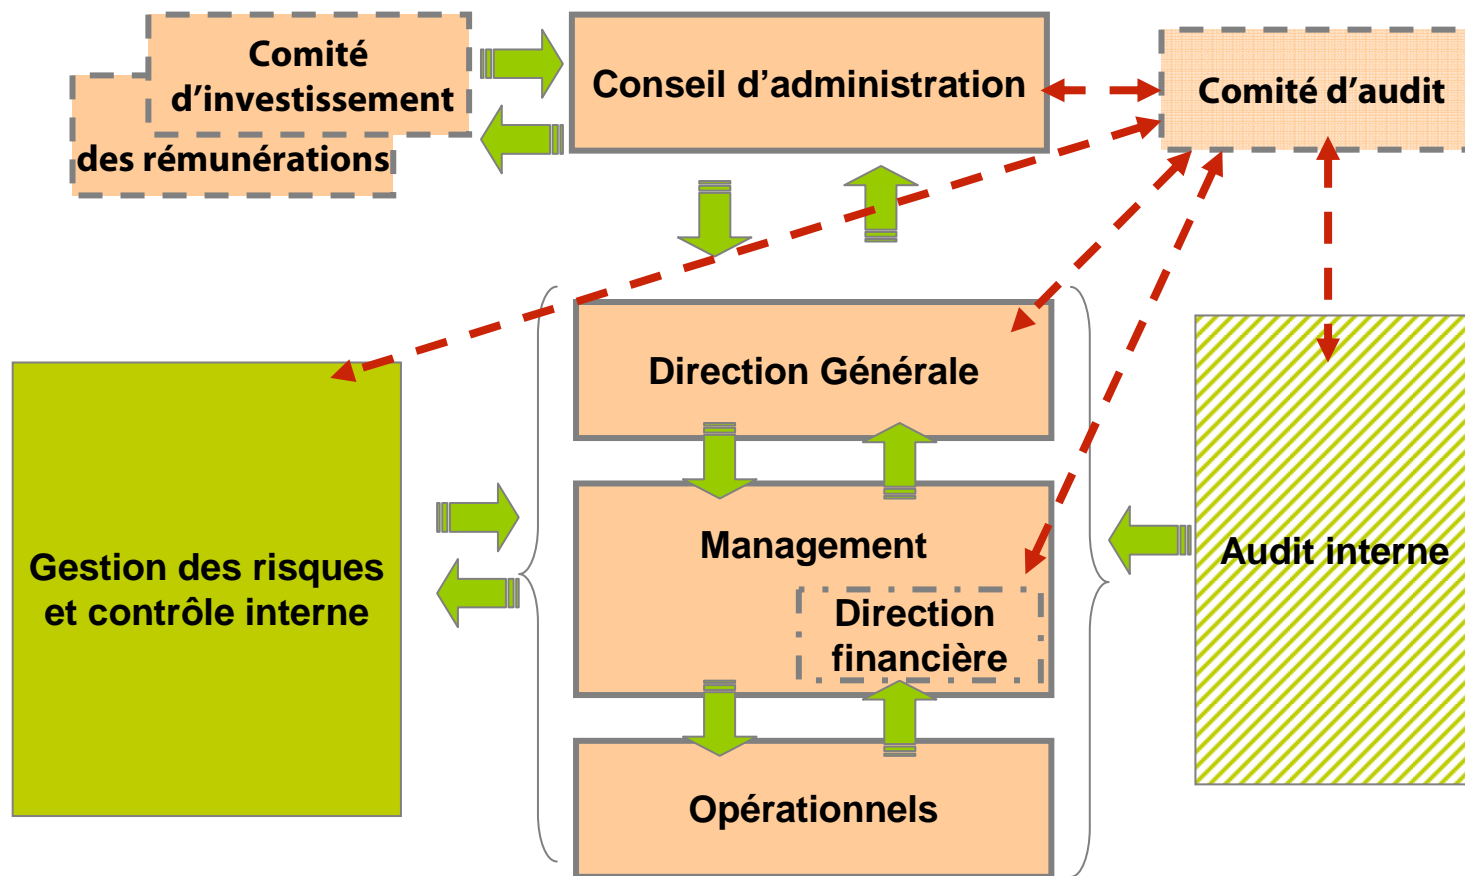 Comité
d'investissement
des rémunérations
Conseil d'administration
Comité d'audit
Direction Générale
Management
Direction
financière
Opérationnels
Gestion des risques
et contrôle interne
Audit interne